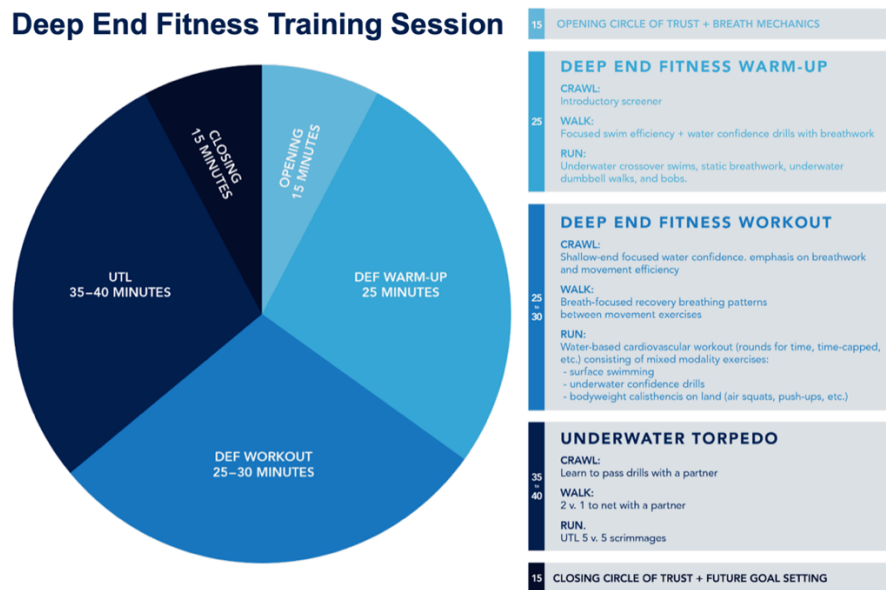 Deep End Fitness Training Session
CLOSING
15 MINUTES
OPENING
15 MINUTES
UTL
35–40 MINUTES
DEF WARM-UP
25 MINUTES
DEF WORKOUT
25–30 MINUTES
15 OPENING CIRCLE OF TRUST + BREATH MECHANICS
25
DEEP END FITNESS WARM-UP
CRAWL:
Introductory screener
WALK:
Focused swim efficiency + water confidence drills with breathwork
RUN:
Underwater crossover swims, static breathwork, underwater
dumbbell walks, and bobs.
25
to
30
DEEP END FITNESS WORKOUT
CRAWL:
Shallow-end focused water confidence. emphasis on breathwork
and movement efficiency
WALK:
Breath-focused recovery breathing patterns
between movement exercises
RUN:
Water-based cardiovascular workout (rounds for time, time-capped,
etc.) consisting of mixed modality exercises:
- surface swimming
- underwater confidence drills
- bodyweight calisthencis on land (air squats, push-ups, etc.)
35
to
40
UNDERWATER TORPEDO
CRAWL:
Learn to pass drills with a partner
WALK:
2 v. 1 to net with a partner
RUN.
UTL 5 v. 5 scrimmages
15 CLOSING CIRCLE OF TRUST + FUTURE GOAL SETTING